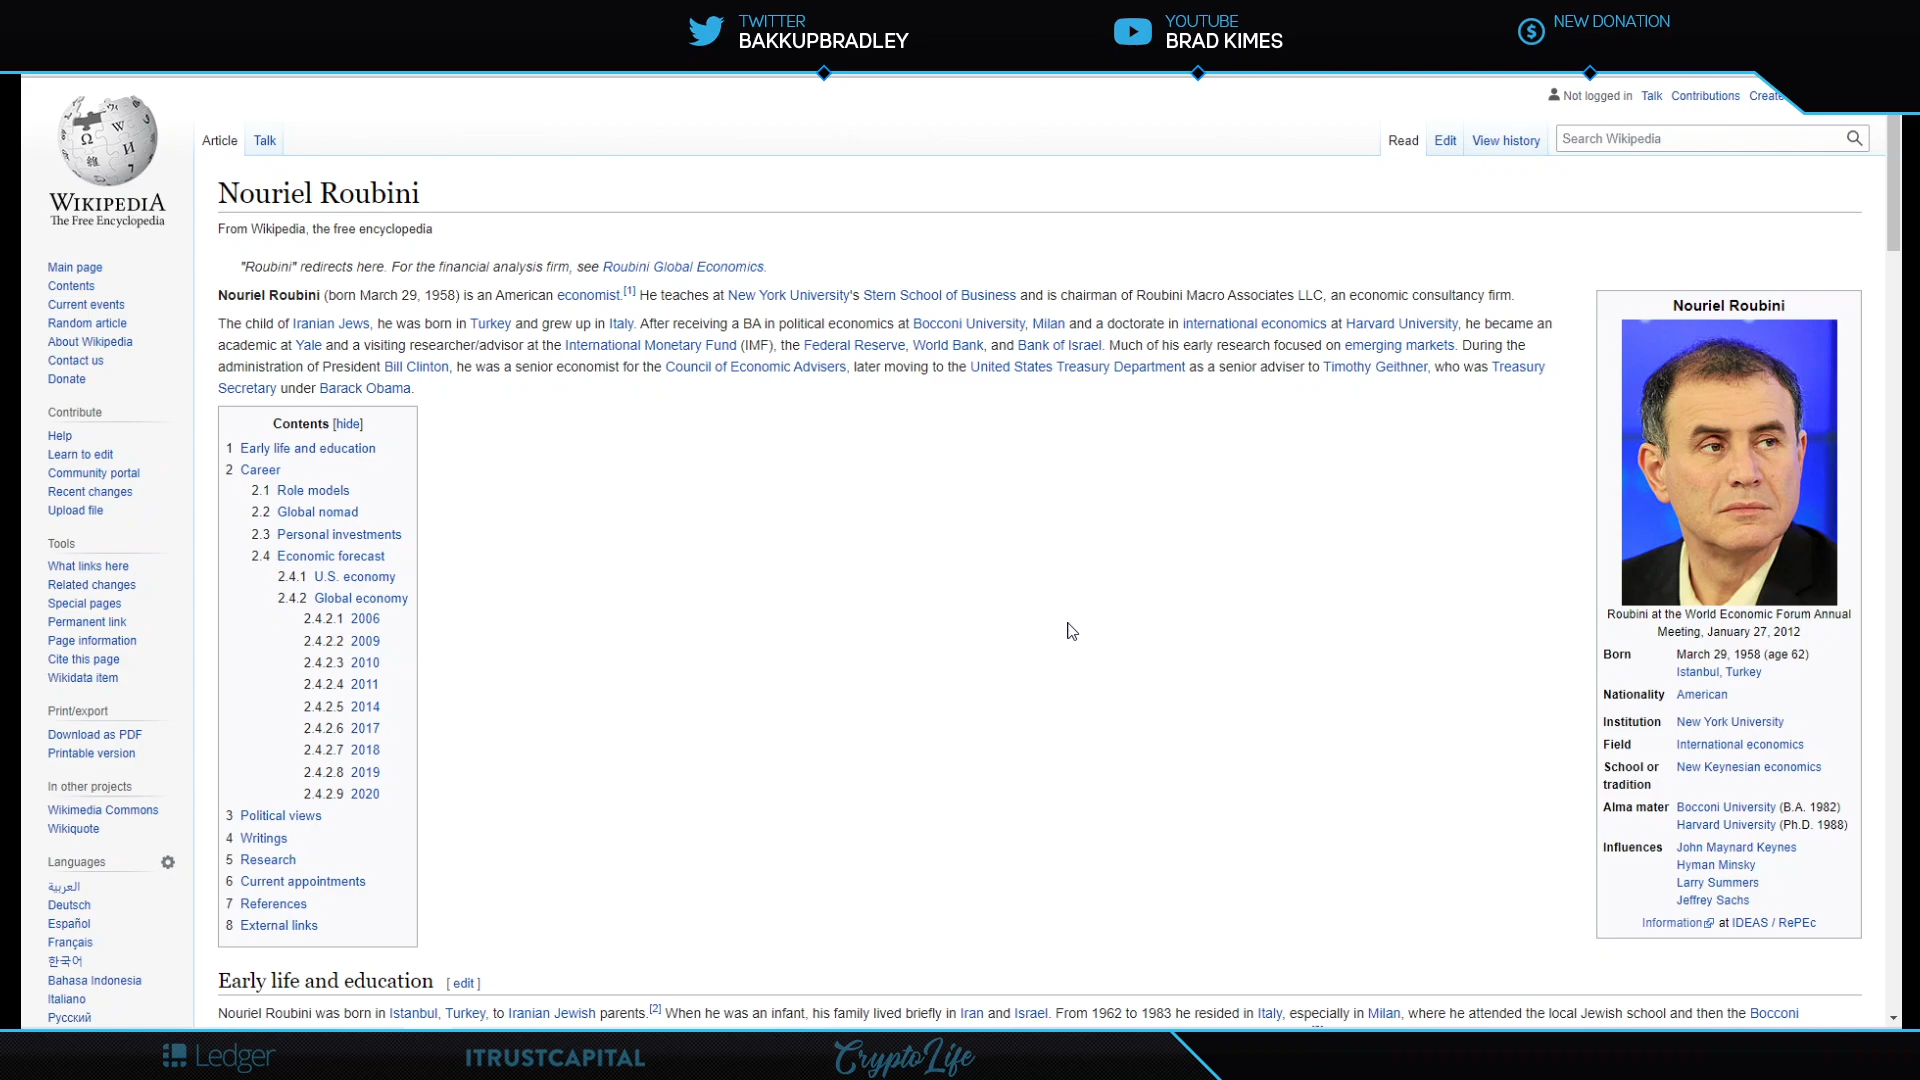 TWITTER
BAKKUPBRADLEY
YOUTUBE
BRAD KIMES
NEW DONATION
Not logged in Talk Contributions Create
Article Talk
Read Edit View history Search Wikipedia
WIKIPEDIA
The Free Encyclopedia
Main page
Contents
Current events
Random article
About Wikipedia
Contact us
Donate
Contribute
Help
Learn to edit
Community portal
Recent changes
Upload file
Tools
What links here
Related changes
Special pages
Permanent link
Page information
Cite this page
Wikidata item
Print/export
Download as PDF
Printable version
In other projects
Wikimedia Commons
Wikiquote
Languages
العربية
Deutsch
Español
Français
한국어
Bahasa Indonesia
Italiano
Русский
Nouriel Roubini
From Wikipedia, the free encyclopedia
"Roubini" redirects here. For the financial analysis firm, see Roubini Global Economics.
Nouriel Roubini (born March 29, 1958) is an American economist.[1] He teaches at New York University's Stern School of Business and is chairman of Roubini Macro Associates LLC, an economic consultancy firm.
The child of Iranian Jews, he was born in Turkey and grew up in Italy. After receiving a BA in political economics at Bocconi University, Milan and a doctorate in international economics at Harvard University, he became an
academic at Yale and a visiting researcher/advisor at the International Monetary Fund (IMF), the Federal Reserve, World Bank, and Bank of Israel. Much of his early research focused on emerging markets. During the
administration of President Bill Clinton, he was a senior economist for the Council of Economic Advisers, later moving to the United States Treasury Department as a senior adviser to Timothy Geithner, who was Treasury
Secretary under Barack Obama.
Contents [hide]
1 Early life and education
2 Career
2.1 Role models
2.2 Global nomad
2.3 Personal investments
2.4 Economic forecast
2.4.1 U.S. economy
2.4.2 Global economy
2.4.2.1 2006
2.4.2.2 2009
2.4.2.3 2010
2.4.2.4 2011
2.4.2.5 2014
2.4.2.6 2017
2.4.2.7 2018
2.4.2.8 2019
2.4.2.9 2020
3 Political views
4 Writings
5 Research
6 Current appointments
7 References
8 External links
Nouriel Roubini
Roubini at the World Economic Forum Annual
Meeting, January 27, 2012
Born March 29, 1958 (age 62)
Istanbul, Turkey
Nationality American
Institution New York University
Field International economics
School or New Keynesian economics
tradition
Alma mater Bocconi University (B.A. 1982)
Harvard University (Ph.D. 1988)
Influences John Maynard Keynes
Hyman Minsky
Larry Summers
Jeffrey Sachs
Information at IDEAS / RePEc
Early life and education [ edit ]
Nouriel Roubini was born in Istanbul, Turkey, to Iranian Jewish parents.[2] When he was an infant, his family lived briefly in Iran and Israel. From 1962 to 1983 he resided in Italy, especially in Milan, where he attended the local Jewish school and then the Bocconi
Ledger
ITRUSTCAPITAL
CryptoLife